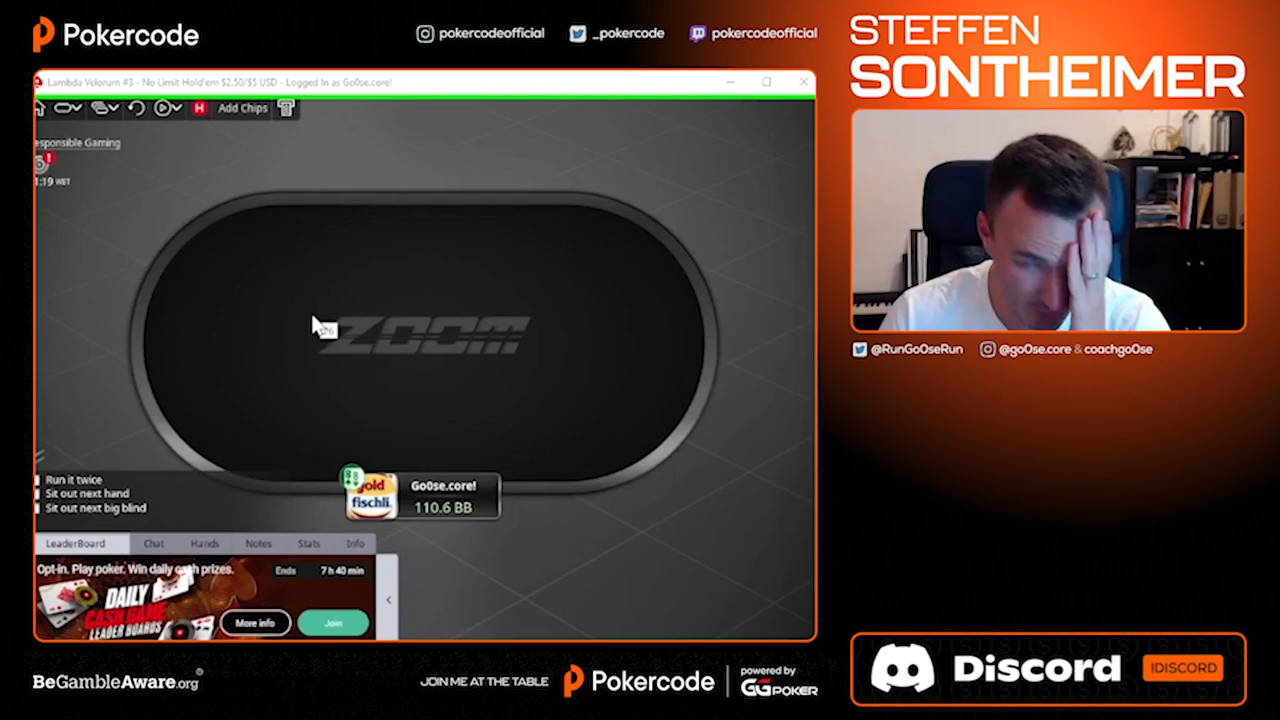 Pokercode
pokercodeofficial
_pokercode
pokercodeofficial
STEFFEN
SONTHEIMER
Lambda Velorum #3 - No Limit Hold'em $2.50/$5 USD - Logged In as Go0se.core!
Add Chips
esponsible Gaming
1:19 WET
ZOOM
@RunGo0seRun
@go0se.core & coachgo0se
Run it twice
Sit out next hand
Sit out next big blind
gold
fischli.
Go0se.core!
110.6 BB
LeaderBoard
Chat
Hands
Notes
Stats
Info
Opt-in. Play poker. Win daily cash prizes.
Ends
7 h 40 min
DAILY
CASH GAME
LEADER BOARDS
More info
Join
BeGambleAware.org®
JOIN ME AT THE TABLE
Pokercode
powered by
GGPOKER
Discord
!DISCORD